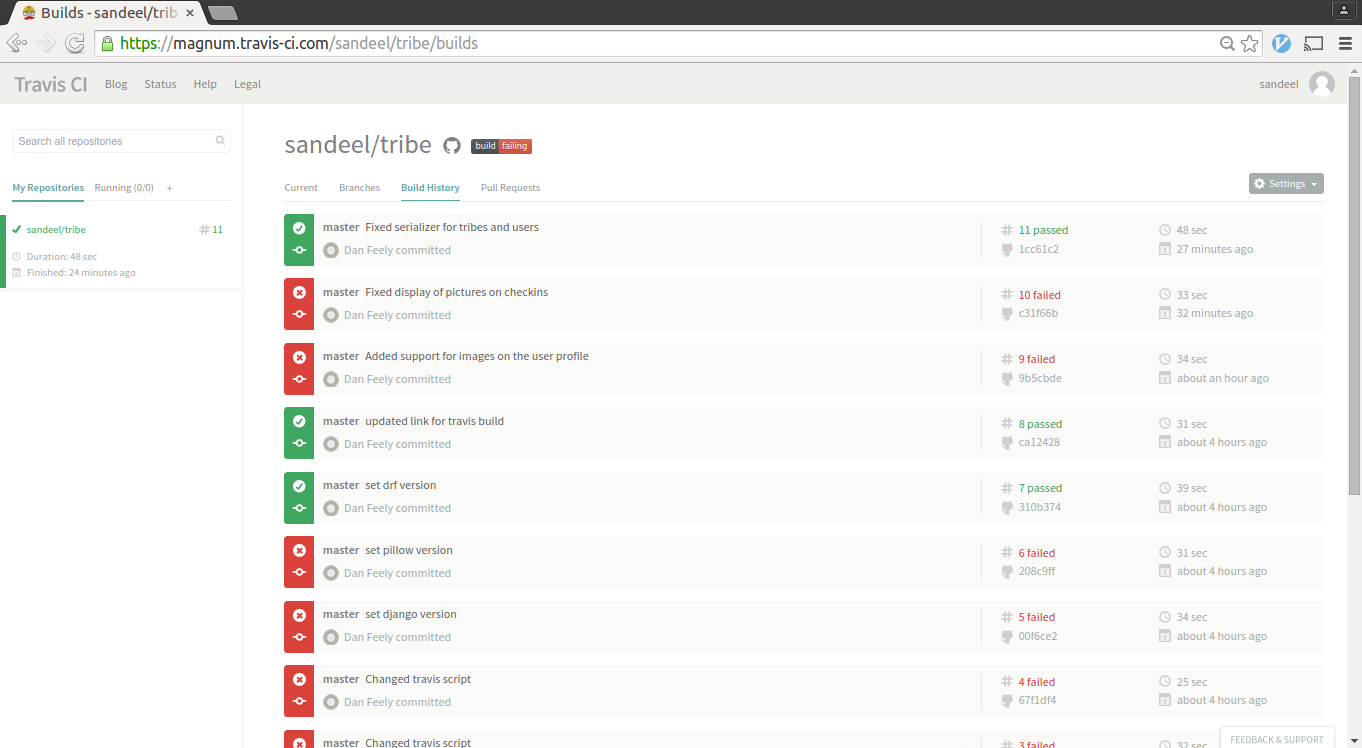 Builds - sandeel/trib
https://magnum.travis-ci.com/sandeel/tribe/builds
Travis CI Blog Status Help Legal sandeel
Search all repositories
My Repositories Running (0/0) +
sandeel/tribe # 11
Duration: 48 sec
Finished: 24 minutes ago
sandeel/tribe build failing
Current Branches Build History Pull Requests Settings
master Fixed serializer for tribes and users # 11 passed 48 sec
Dan Feely committed 1cc61c2 27 minutes ago
master Fixed display of pictures on checkins # 10 failed 33 sec
Dan Feely committed c31f66b 32 minutes ago
master Added support for images on the user profile # 9 failed 34 sec
Dan Feely committed 9b5cbde about an hour ago
master updated link for travis build # 8 passed 31 sec
Dan Feely committed ca12428 about 4 hours ago
master set drf version # 7 passed 39 sec
Dan Feely committed 310b374 about 4 hours ago
master set pillow version # 6 failed 31 sec
Dan Feely committed 208c9ff about 4 hours ago
master set django version # 5 failed 34 sec
Dan Feely committed 00f6ce2 about 4 hours ago
master Changed travis script # 4 failed 25 sec
Dan Feely committed 67f1df4 about 4 hours ago
master Changed travis script # 3 failed 32 sec
FEEDBACK & SUPPORT